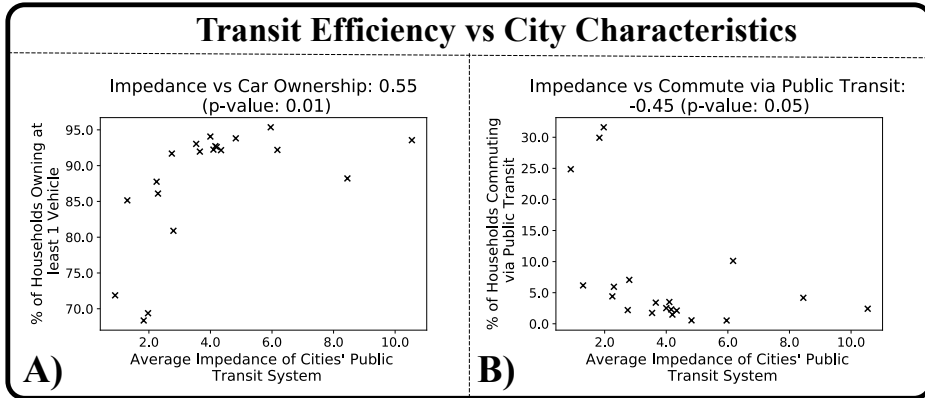 Transit Efficiency vs City Characteristics
Impedance vs Car Ownership: 0.55
(p-value: 0.01)
% of Households Owning at
least 1 Vehicle
95.0
90.0
85.0
80.0
75.0
70.0
2.0 4.0 6.0 8.0 10.0
Average Impedance of Cities' Public
Transit System
A)
Impedance vs Commute via Public Transit:
-0.45 (p-value: 0.05)
% of Households Commuting
via Public Transit
30.0
25.0
20.0
15.0
10.0
5.0
0.0
2.0 4.0 6.0 8.0 10.0
Average Impedance of Cities' Public
Transit System
B)